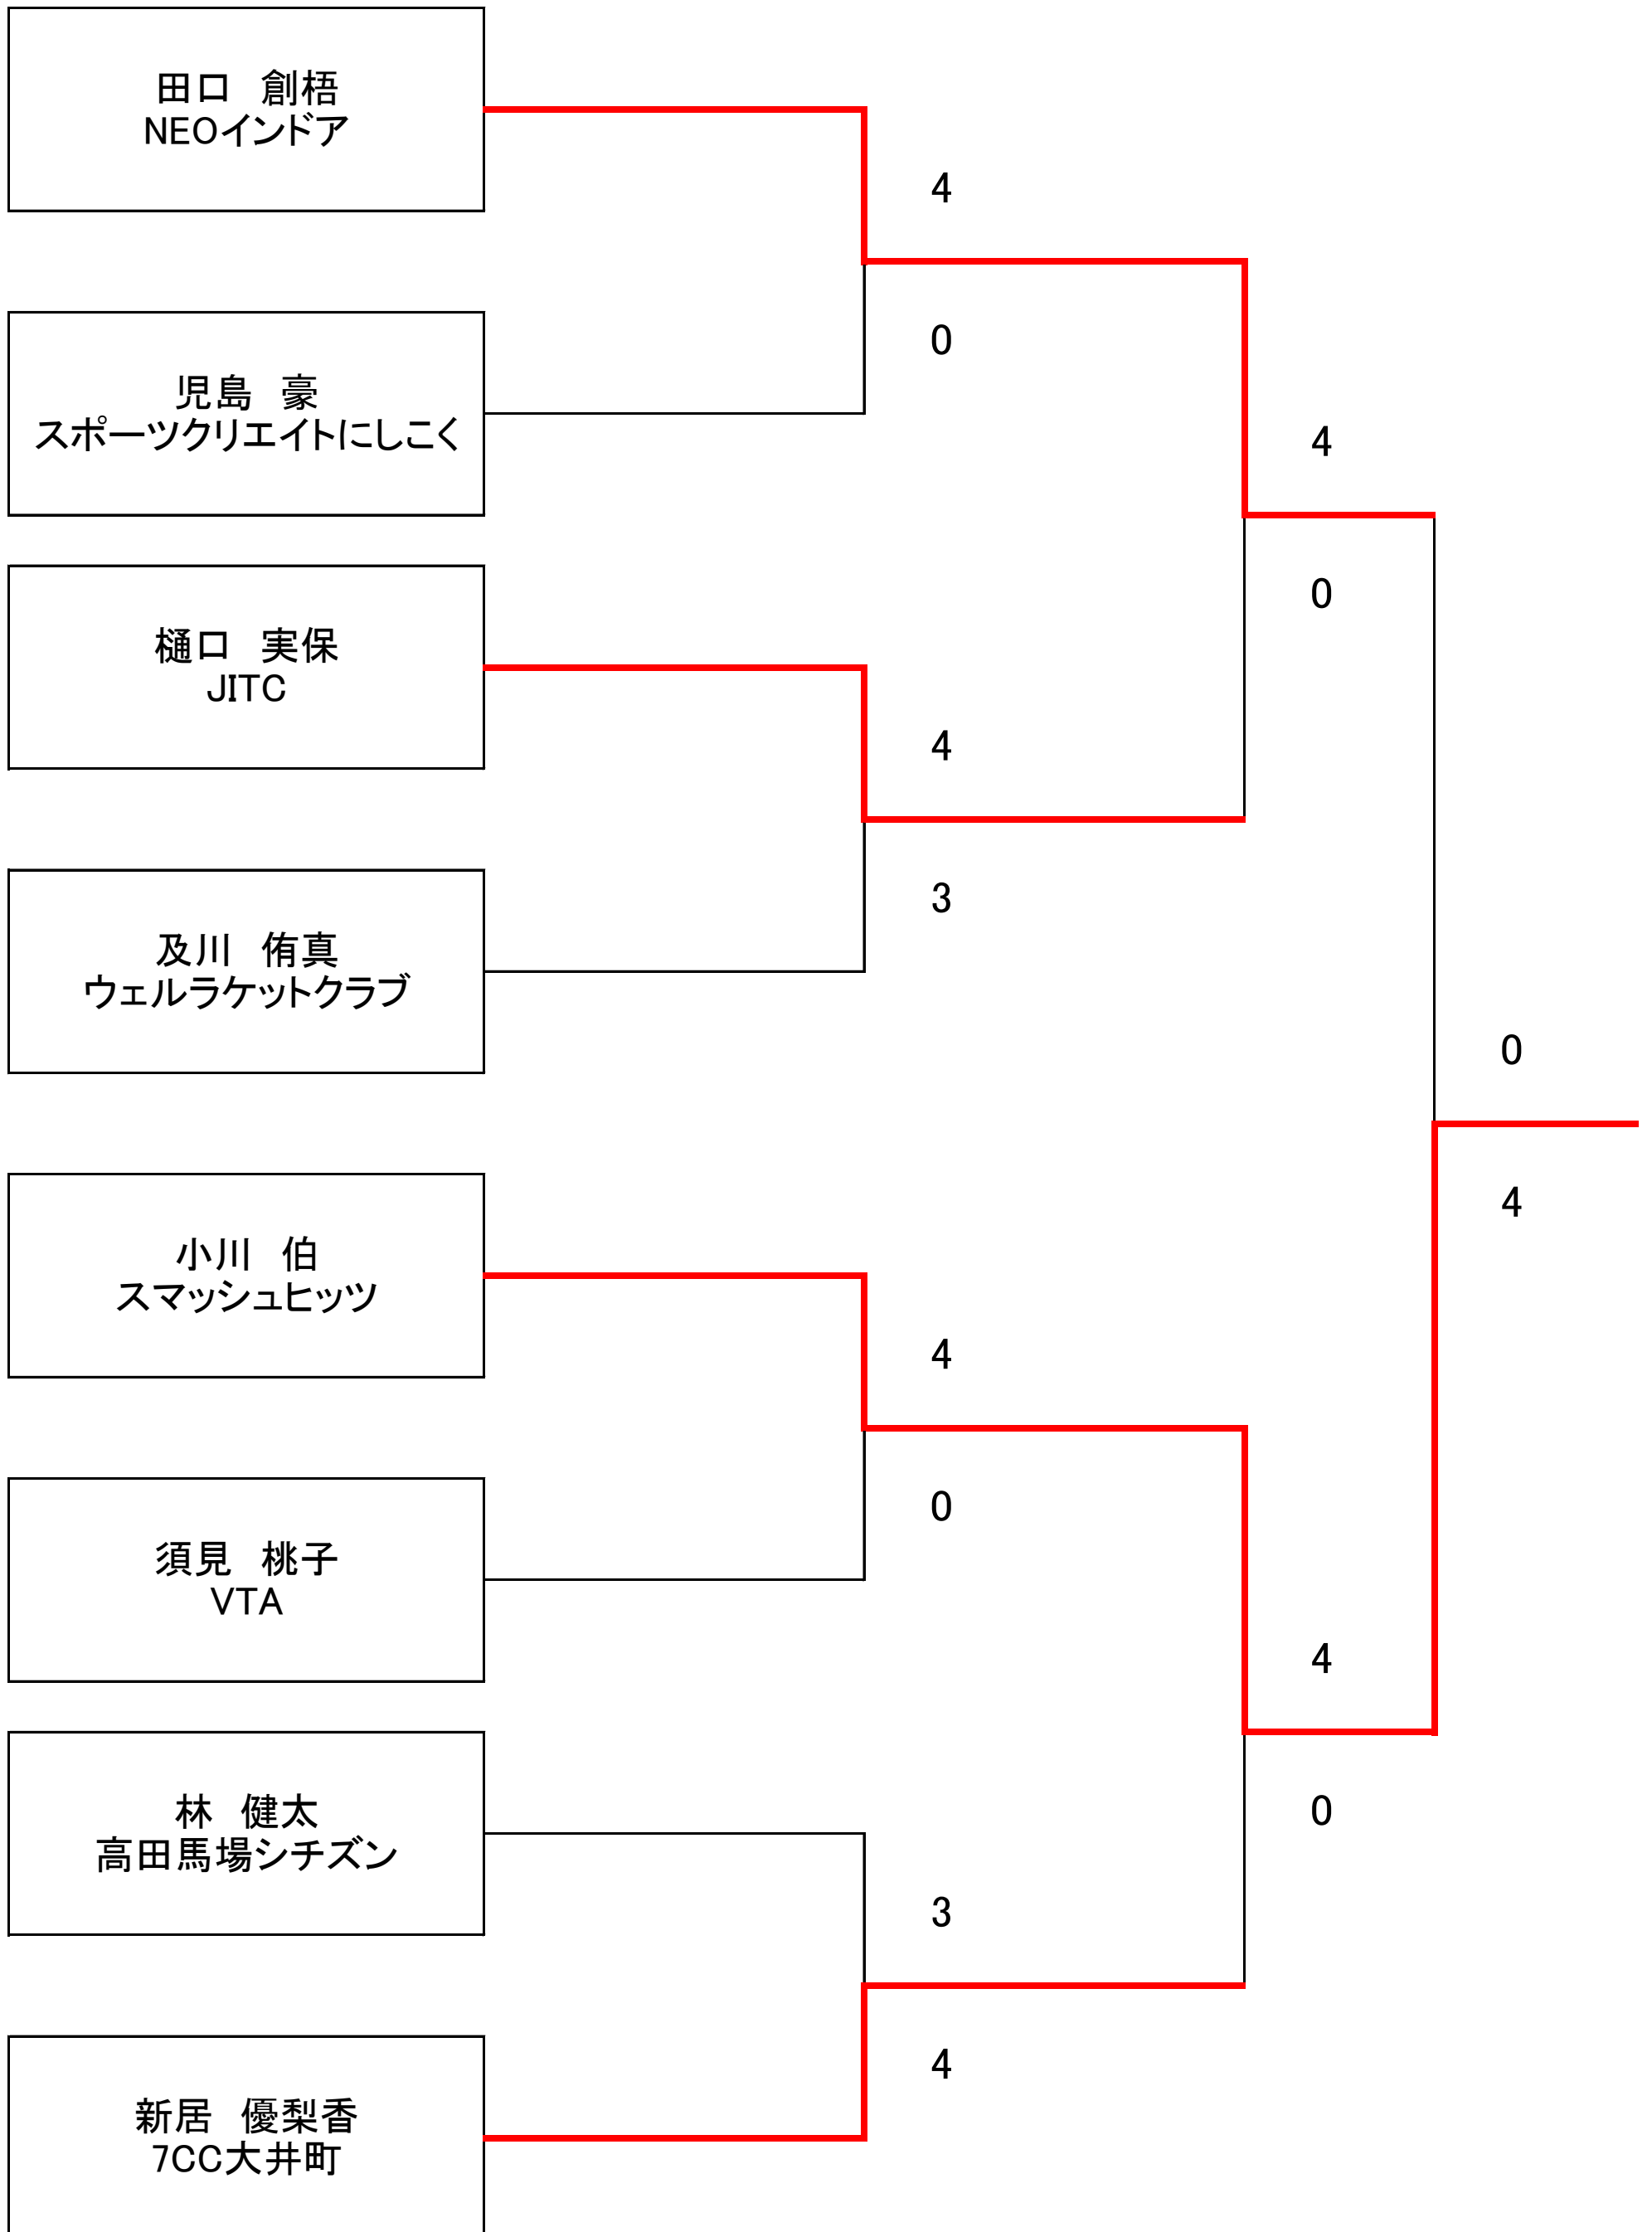 田口　創梧
NEOインドア
4
0
児島　豪
スポーツクリエイトにしこく
4
0
樋口　実保
JITC
4
3
及川　侑真
ウェルラケットクラブ
0
4
小川　伯
スマッシュヒッツ
4
0
須見　桃子
VTA
4
0
林　健太
高田馬場シチズン
3
4
新居　優梨香
7CC大井町